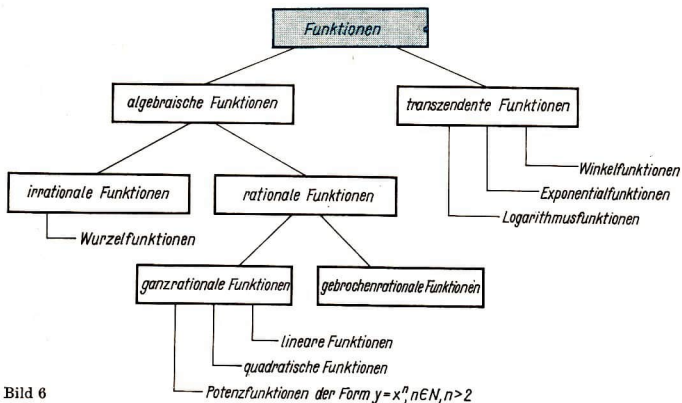 Funktionen
algebraische Funktionen
transzendente Funktionen
irrationale Funktionen
rationale Funktionen
Winkelfunktionen
Exponentialfunktionen
Logarithmusfunktionen
Wurzelfunktionen
ganzrationale Funktionen
gebrochenrationale Funktionen
lineare Funktionen
quadratische Funktionen
Potenzfunktionen der Form y=xⁿ, n∈N, n>2
Bild 6